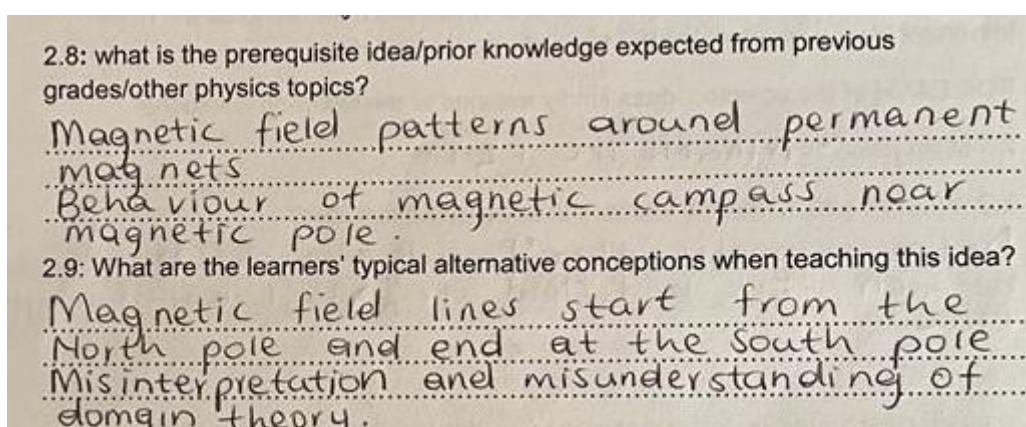 2.8: what is the prerequisite idea/prior knowledge expected from previous
grades/other physics topics?
Magnetic field patterns around permanent
magnets
Behaviour of magnetic campass near
magnetic pole.
2.9: What are the learners' typical alternative conceptions when teaching this idea?
Magnetic field lines start from the
North pole and end at the South pole
Misinterpretation and misunderstanding of
domain theory.